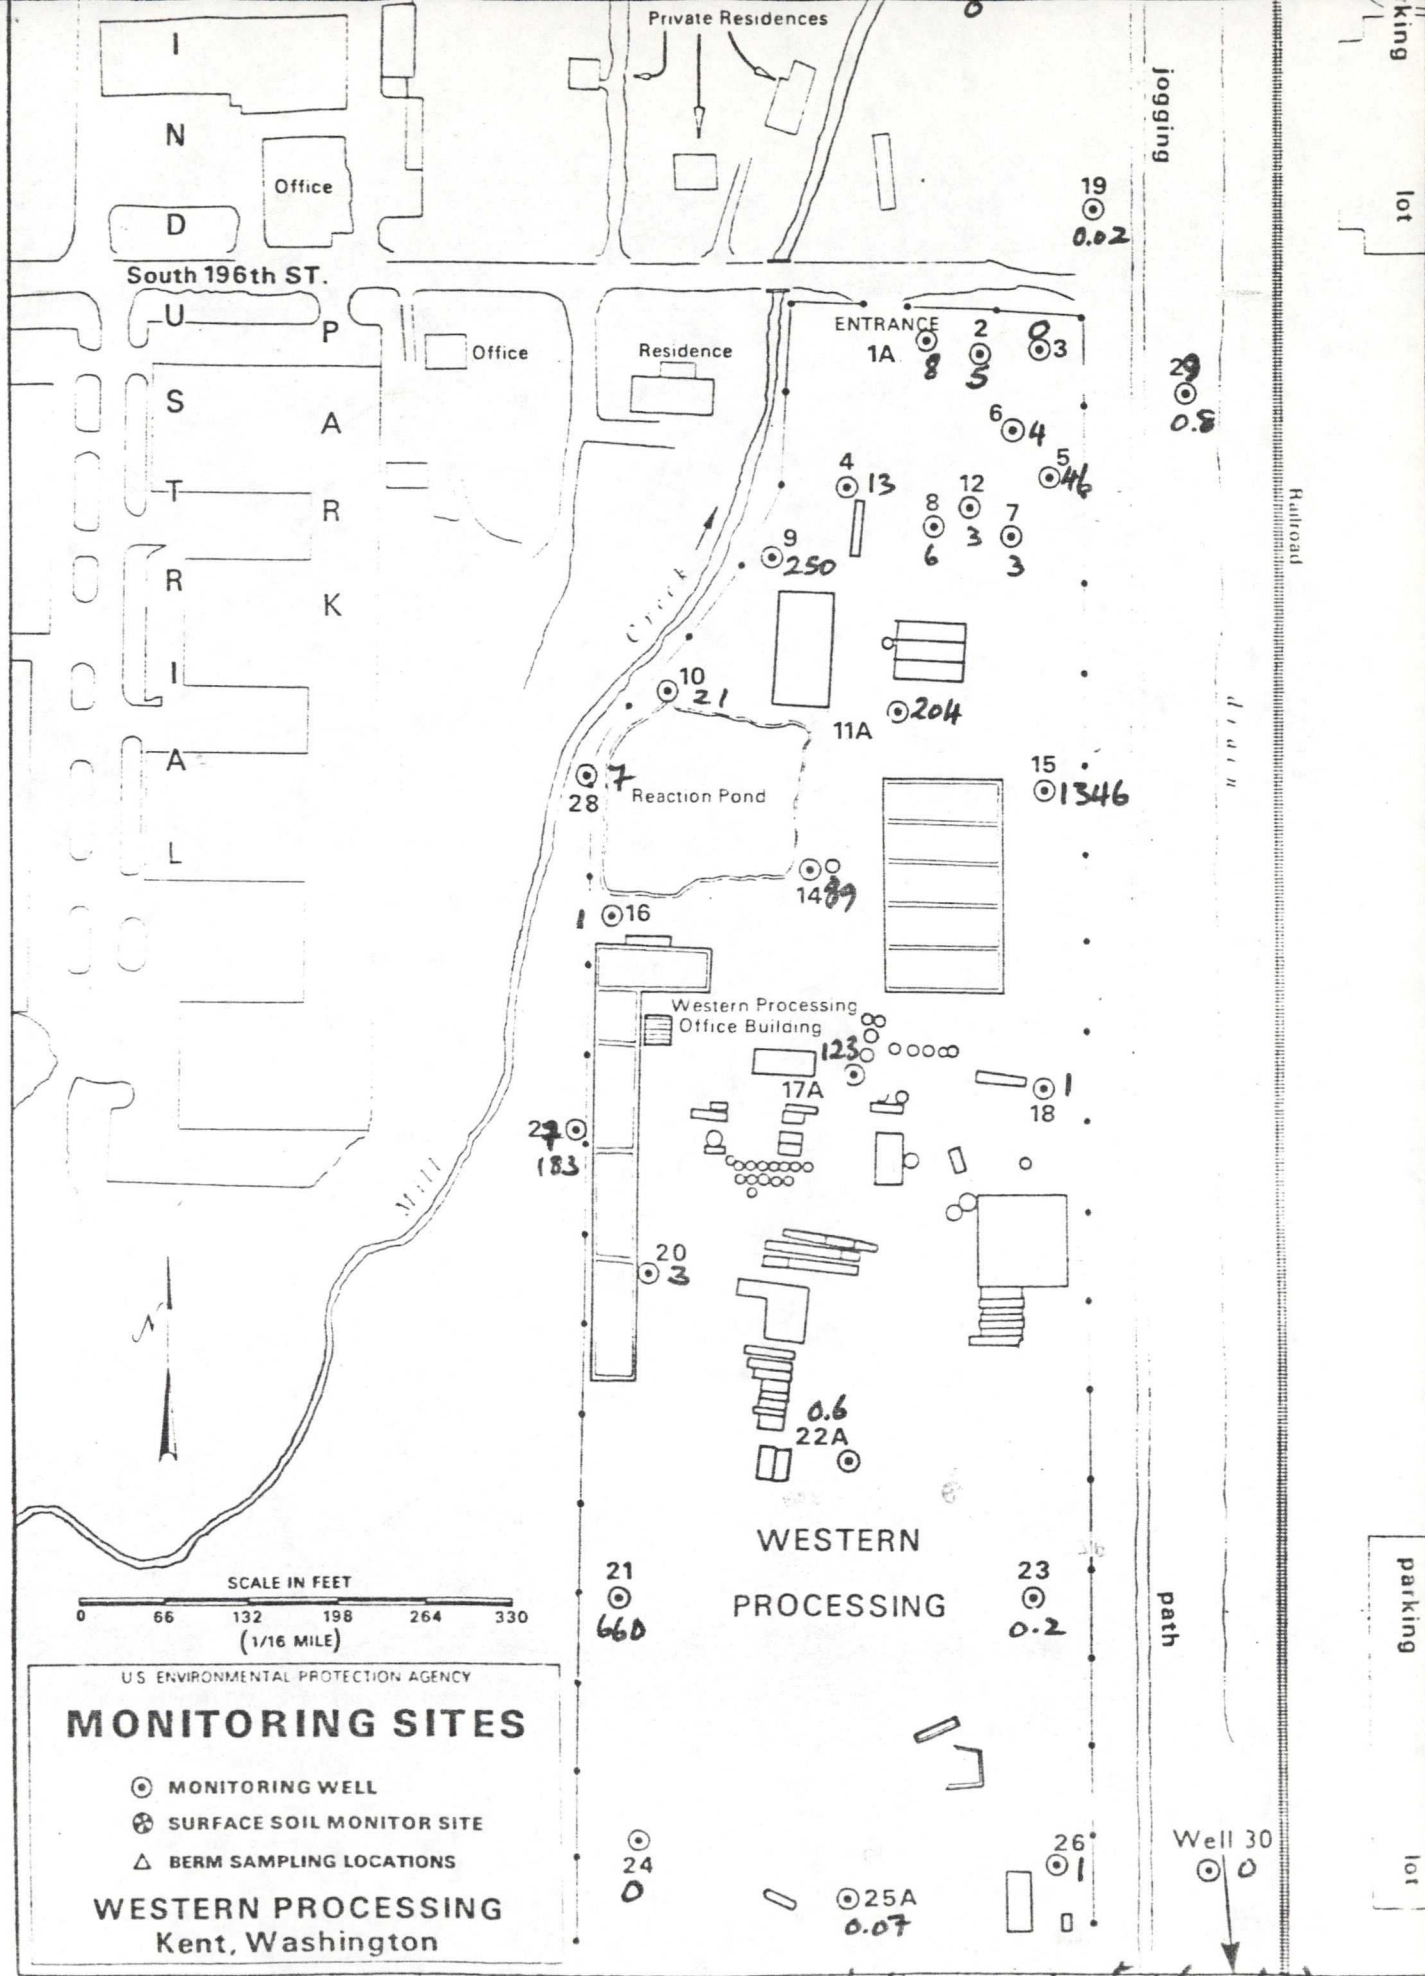 Private Residences
0
king
jogging
I
N
D
U
S
T
R
I
A
L
Office
19
0.02
lot
South 196th ST.
P
A
R
K
Office
Residence
ENTRANCE
1A
8
2
5
0
3
29
0.8
6
4
5
46
4
13
12
3
8
6
7
3
9
250
Railroad
Creek
10
21
11A
204
drain
15
1346
28
7
Reaction Pond
14
89
1
16
Western Processing
Office Building
123
17A
18
1
27
183
Mill
20
3
N
0.6
22A
WESTERN
PROCESSING
21
660
23
0.2
path
parking
lot
SCALE IN FEET
0 66 132 198 264 330
(1/16 MILE)
U.S. ENVIRONMENTAL PROTECTION AGENCY
MONITORING SITES
MONITORING WELL
SURFACE SOIL MONITOR SITE
BERM SAMPLING LOCATIONS
WESTERN PROCESSING
Kent, Washington
24
0
25A
0.07
26
1
Well 30
0